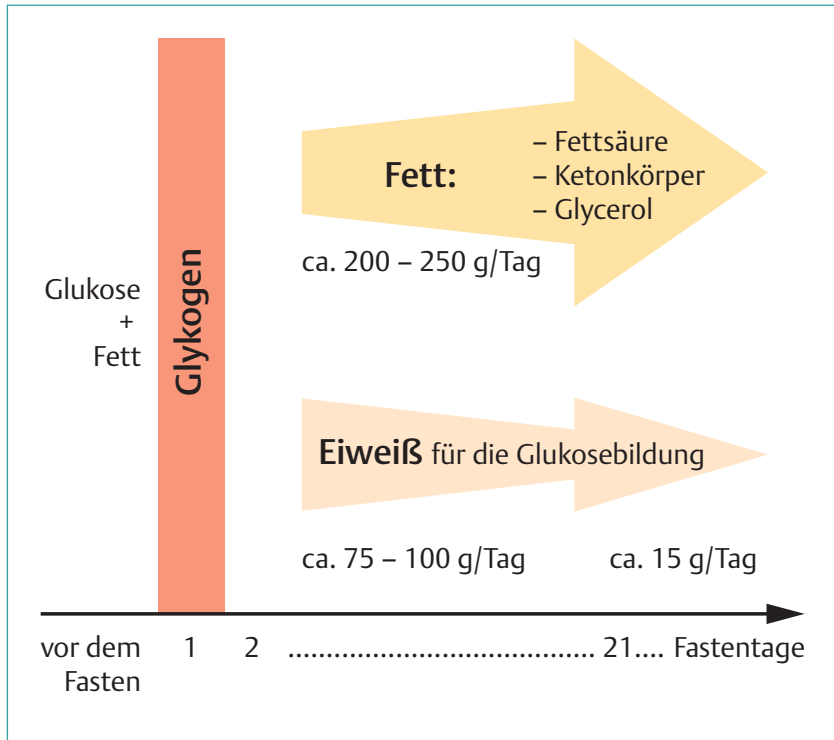 Glukose
+
Fett
Glykogen
Fett:
– Fettsäure
– Ketonkörper
– Glycerol
ca. 200 – 250 g/Tag
Eiweiß für die Glukosebildung
ca. 75 – 100 g/Tag ca. 15 g/Tag
vor dem Fasten 1 2 ........................................ 21.... Fastentage